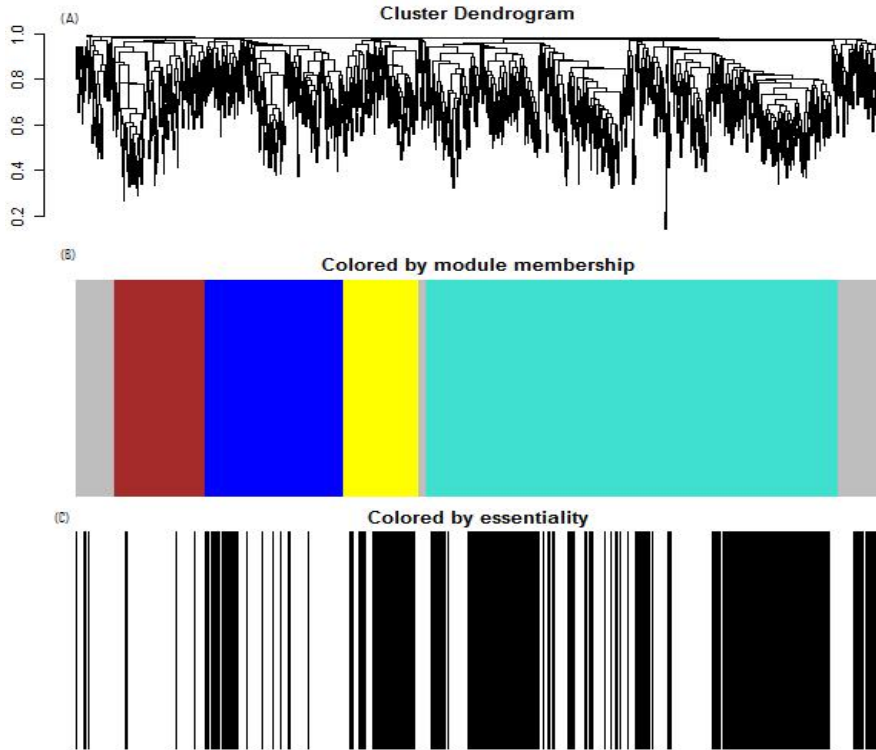 (A)
Cluster Dendrogram
1.0
0.8
0.6
0.4
0.2
(B)
Colored by module membership
(C)
Colored by essentiality